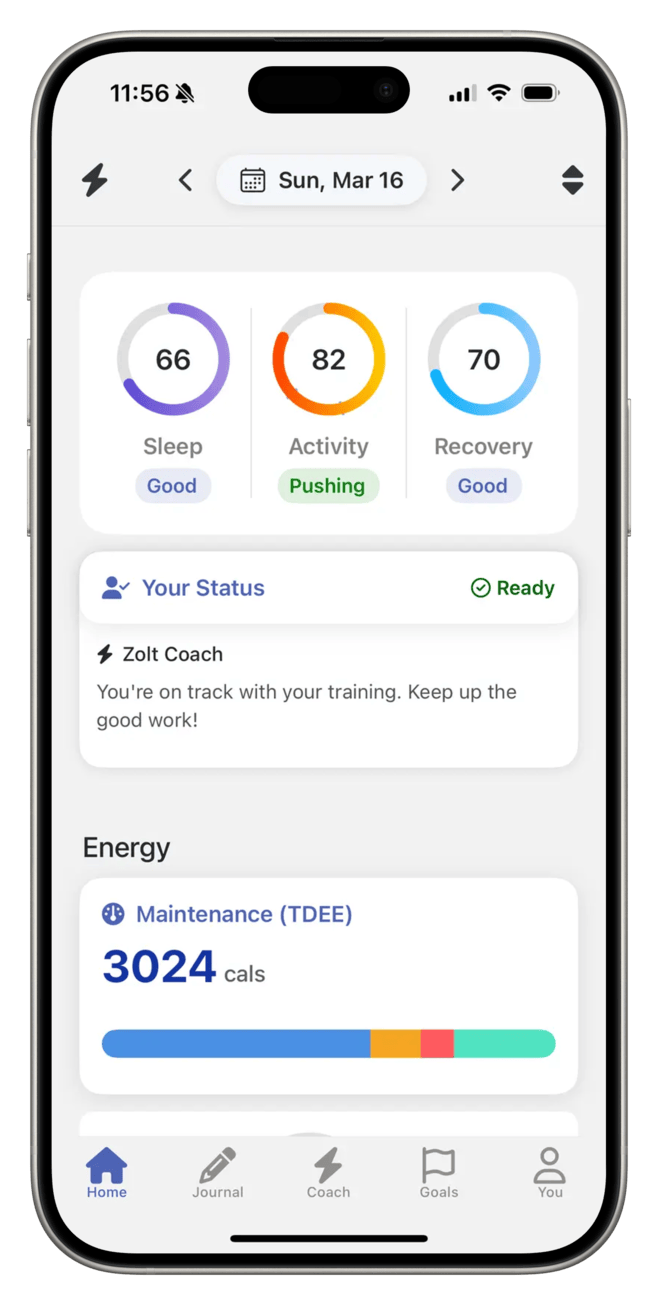 11:56
Sun, Mar 16
66
82
70
Sleep
Activity
Recovery
Good
Pushing
Good
Your Status
Ready
Zolt Coach
You're on track with your training. Keep up the
good work!
Energy
Maintenance (TDEE)
3024 cals
Home
Journal
Coach
Goals
You